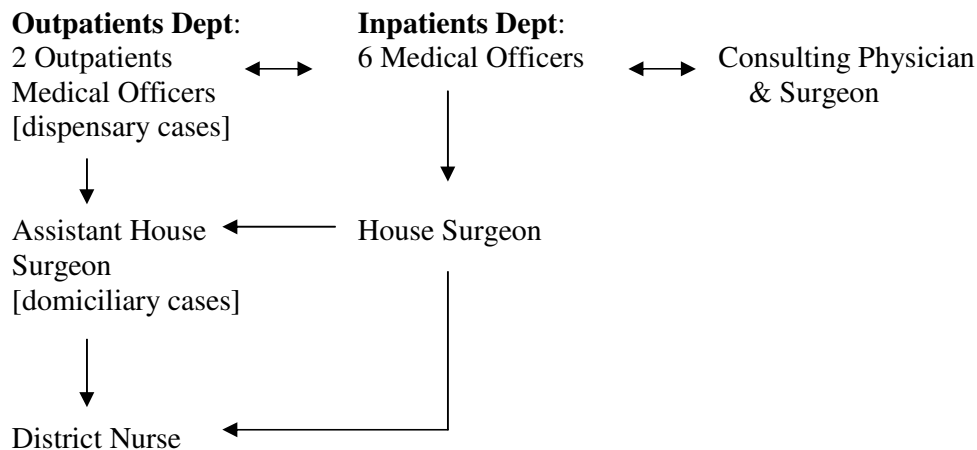 Outpatients Dept:
2 Outpatients
Medical Officers
[dispensary cases]
Inpatients Dept:
6 Medical Officers
Consulting Physician
& Surgeon
Assistant House
Surgeon
[domiciliary cases]
House Surgeon
District Nurse